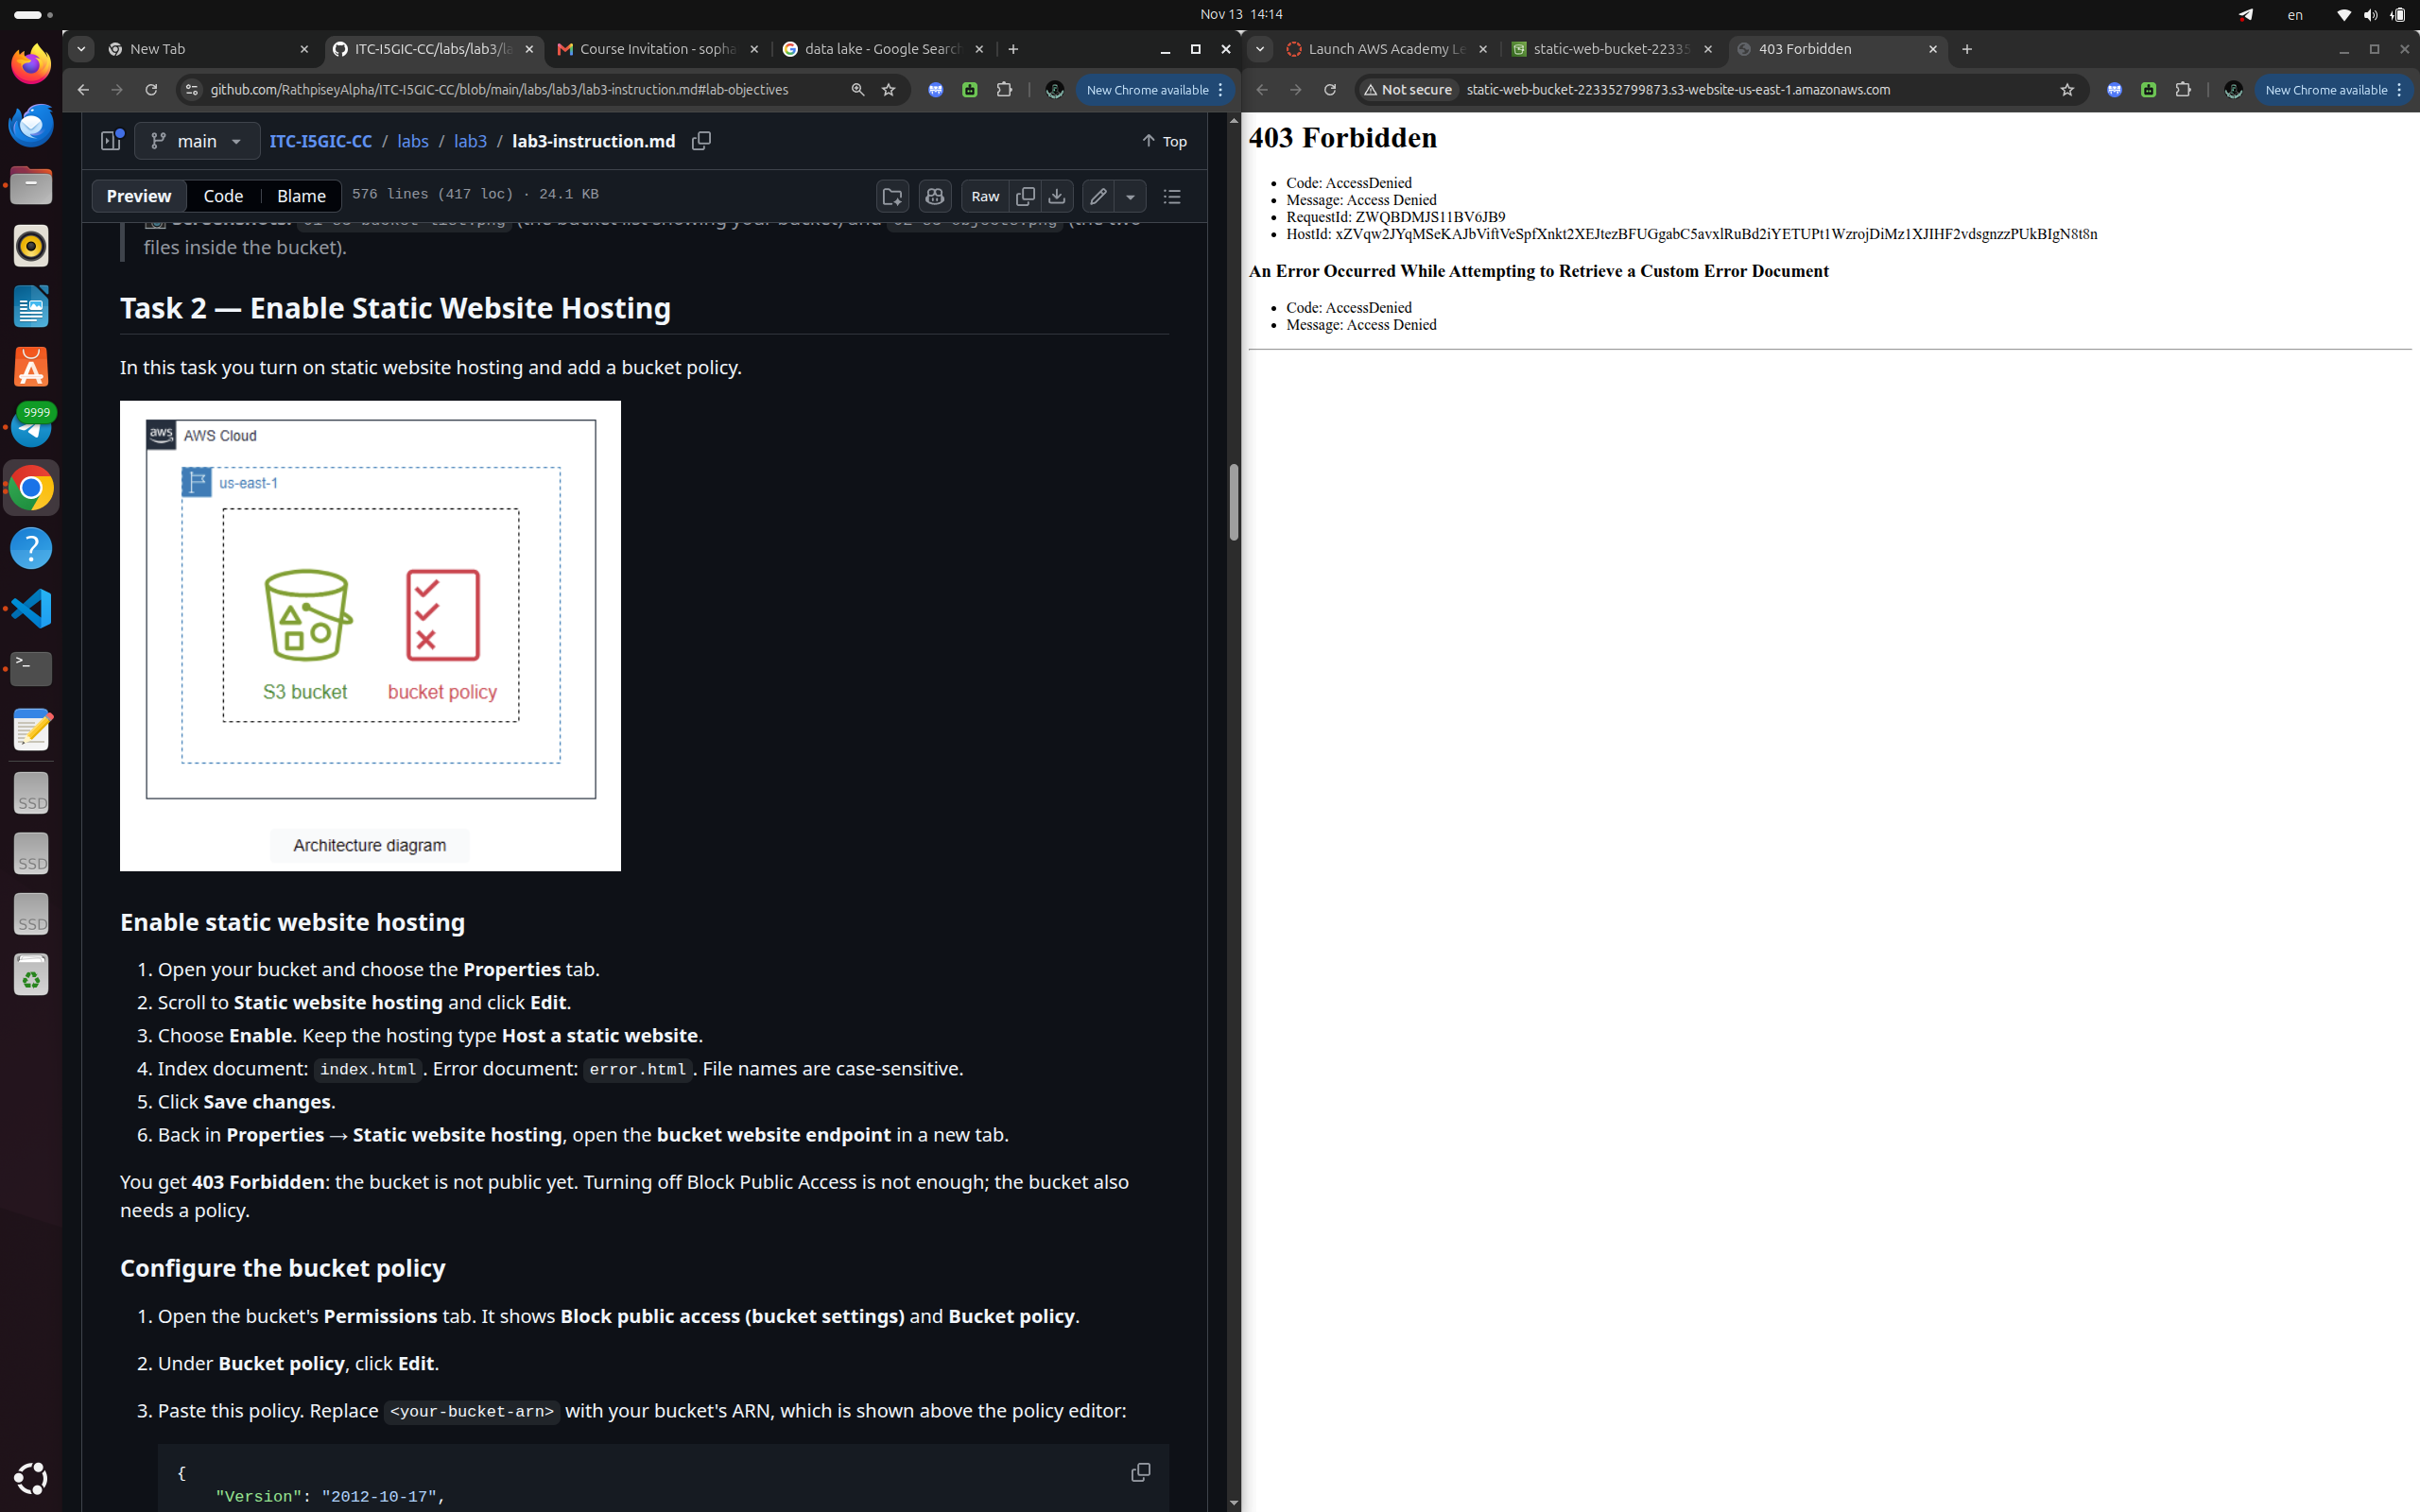 Nov 13 14:14
en
New Tab
ITC-I5GIC-CC/labs/lab3/la
Course Invitation - sopha
data lake - Google Search
github.com/RathpiseyAlpha/ITC-I5GIC-CC/blob/main/labs/lab3/lab3-instruction.md#lab-objectives
New Chrome available
main
ITC-I5GIC-CC / labs / lab3 / lab3-instruction.md
Top
Preview
Code
Blame
576 lines (417 loc) · 24.1 KB
Raw
files inside the bucket).
Task 2 — Enable Static Website Hosting
In this task you turn on static website hosting and add a bucket policy.
aws
AWS Cloud
us-east-1
S3 bucket
bucket policy
Architecture diagram
Enable static website hosting
1. Open your bucket and choose the Properties tab.
2. Scroll to Static website hosting and click Edit.
3. Choose Enable. Keep the hosting type Host a static website.
4. Index document: index.html. Error document: error.html. File names are case-sensitive.
5. Click Save changes.
6. Back in Properties → Static website hosting, open the bucket website endpoint in a new tab.
You get 403 Forbidden: the bucket is not public yet. Turning off Block Public Access is not enough; the bucket also
needs a policy.
Configure the bucket policy
1. Open the bucket's Permissions tab. It shows Block public access (bucket settings) and Bucket policy.
2. Under Bucket policy, click Edit.
3. Paste this policy. Replace <your-bucket-arn> with your bucket's ARN, which is shown above the policy editor:
{
"Version": "2012-10-17",
9999
SSD
SSD
SSD
Launch AWS Academy Le
static-web-bucket-22335
403 Forbidden
Not secure
static-web-bucket-223352799873.s3-website-us-east-1.amazonaws.com
New Chrome available
403 Forbidden
• Code: AccessDenied
• Message: Access Denied
• RequestId: ZWQBDMJS11BV6JB9
• HostId: xZVqw2JYqMSeKAJbViftVeSpfXnkt2XEJtezBFUGgabC5avxlRuBd2iYETUPt1WzrojDiMz1XJIHF2vdsgnzzPUkBIgN8t8n
An Error Occurred While Attempting to Retrieve a Custom Error Document
• Code: AccessDenied
• Message: Access Denied